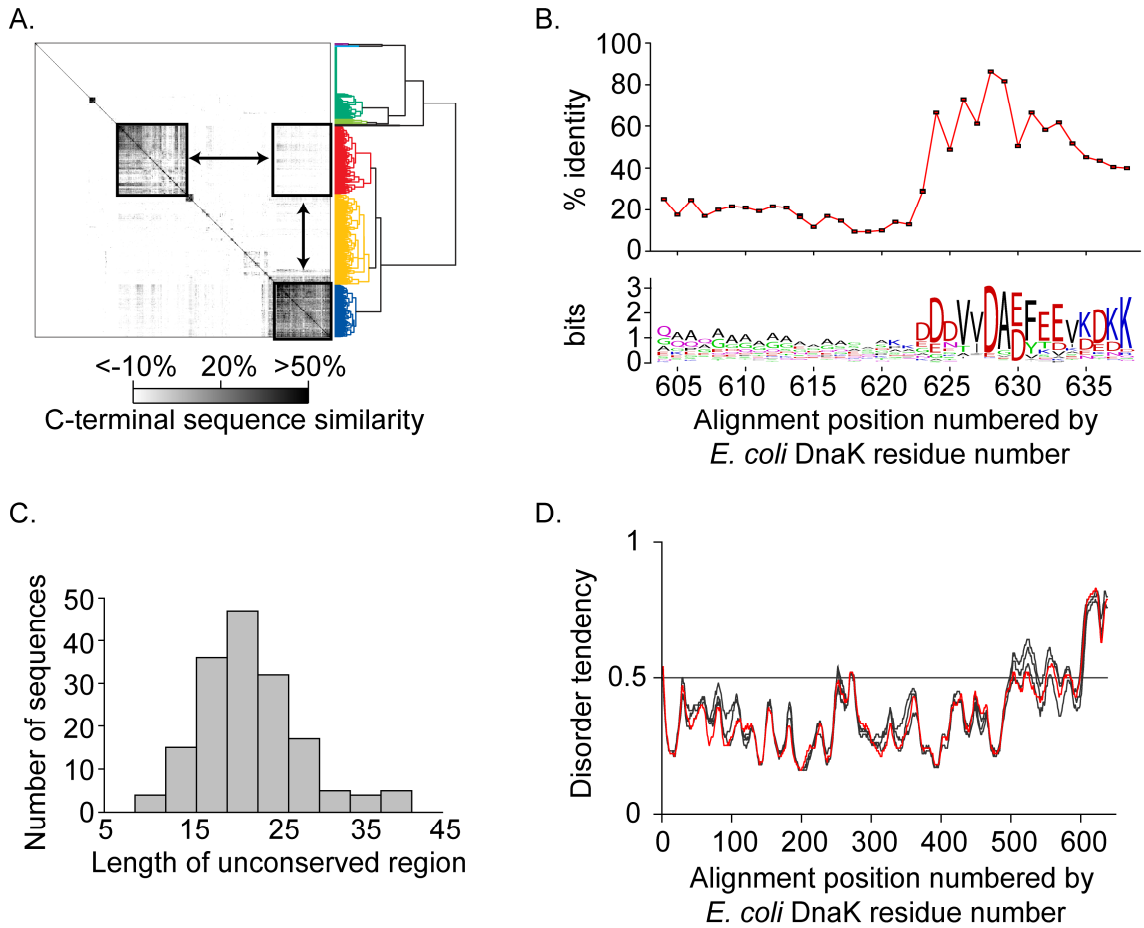 A.
<-10% 20% >50%
C-terminal sequence similarity
B.
100
80
60
40
20
0
% identity
3
2
1
0
bits
605 610 615 620 625 630 635
Alignment position numbered by
E. coli DnaK residue number
C.
50
40
30
20
10
0
Number of sequences
5 15 25 35 45
Length of unconserved region
D.
1
0.5
0
Disorder tendency
0 100 200 300 400 500 600
Alignment position numbered by
E. coli DnaK residue number